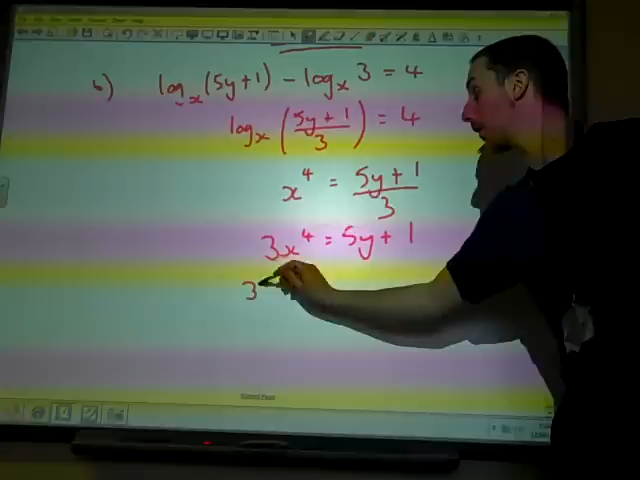 b) logₓ(5y+1) − logₓ 3 = 4
logₓ((5y+1)/3) = 4
x⁴ = (5y+1)/3
3x⁴ = 5y+1
3